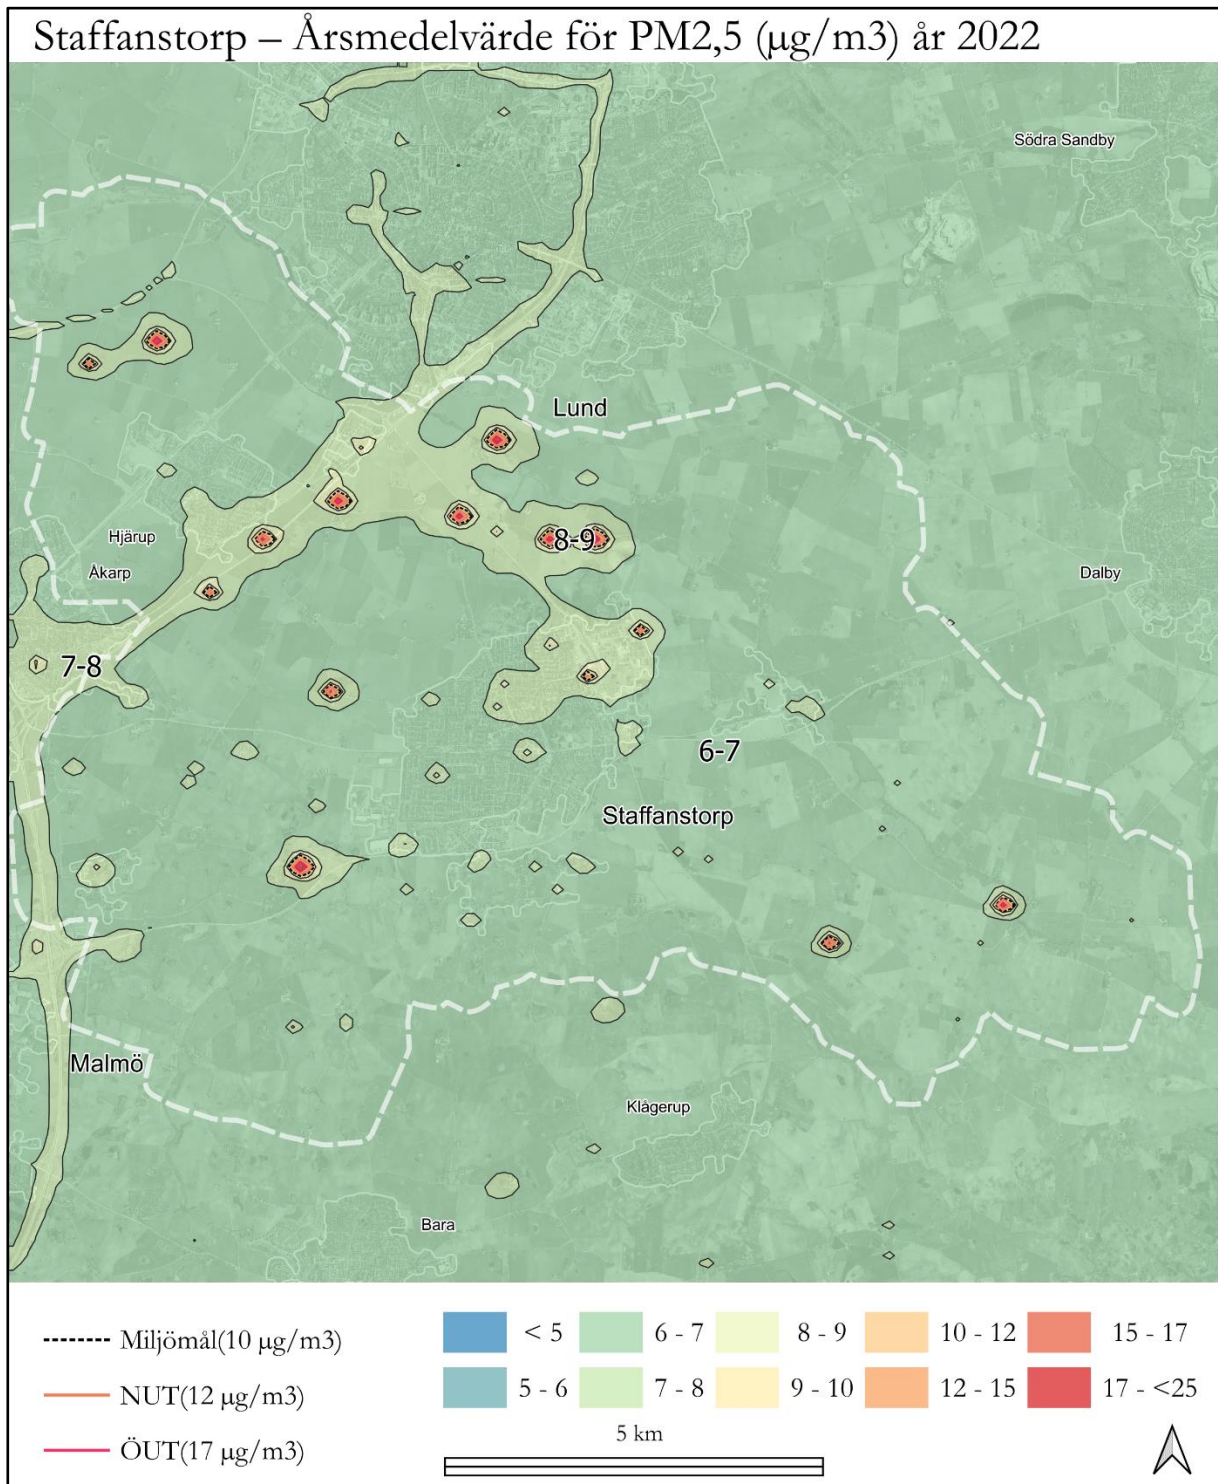 Staffanstorp – Årsmedelvärde för PM2,5 (µg/m3) år 2022
Södra Sandby
Lund
Hjärup
8-9
Åkarp
Dalby
7-8
6-7
Staffanstorp
Malmö
Klågerup
Bara
Miljömål(10 µg/m3)
NUT(12 µg/m3)
ÖUT(17 µg/m3)
< 5
6 - 7
8 - 9
10 - 12
15 - 17
5 - 6
7 - 8
9 - 10
12 - 15
17 - <25
5 km